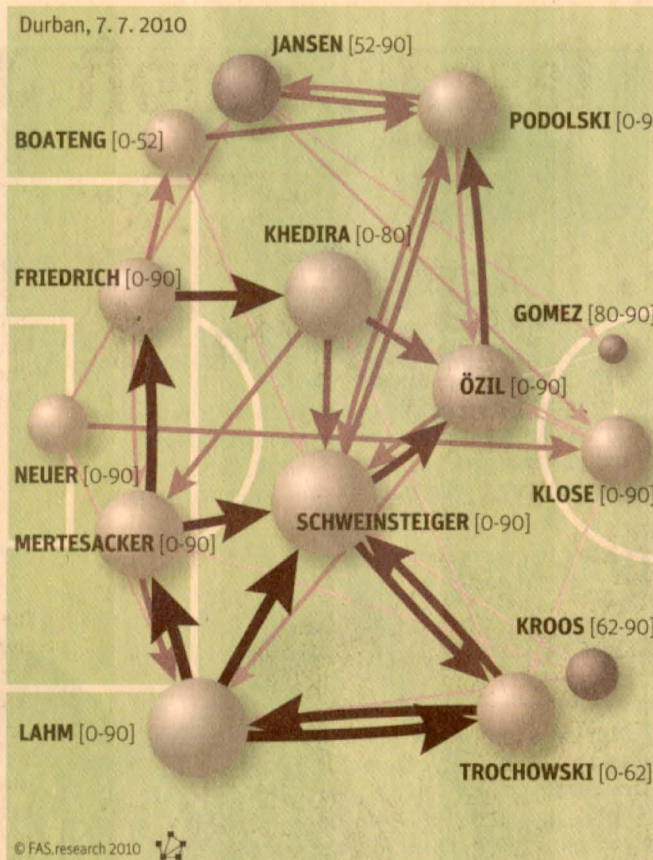 Durban, 7. 7. 2010
JANSEN [52-90]
PODOLSKI [0-9
BOATENG [0-52]
KHEDIRA [0-80]
FRIEDRICH [0-90]
GOMEZ [80-90]
ÖZIL [0-90]
NEUER [0-90]
KLOSE [0-90]
SCHWEINSTEIGER [0-90]
MERTESACKER [0-90]
KROOS [62-90]
LAHM [0-90]
TROCHOWSKI [0-62]
© FAS.research 2010